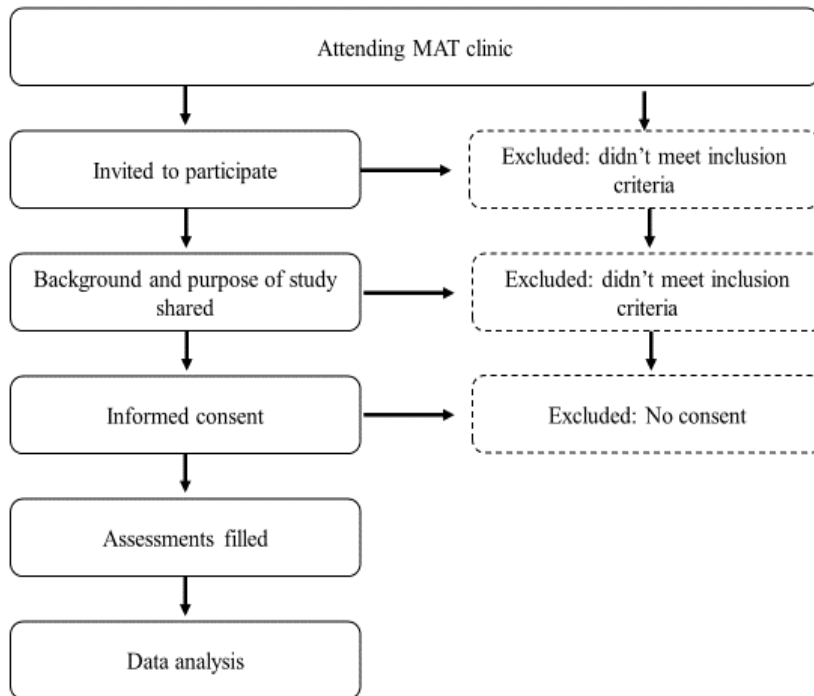 Attending MAT clinic
Invited to participate
Excluded: didn't meet inclusion
criteria
Background and purpose of study
shared
Excluded: didn't meet inclusion
criteria
Informed consent
Excluded: No consent
Assessments filled
Data analysis